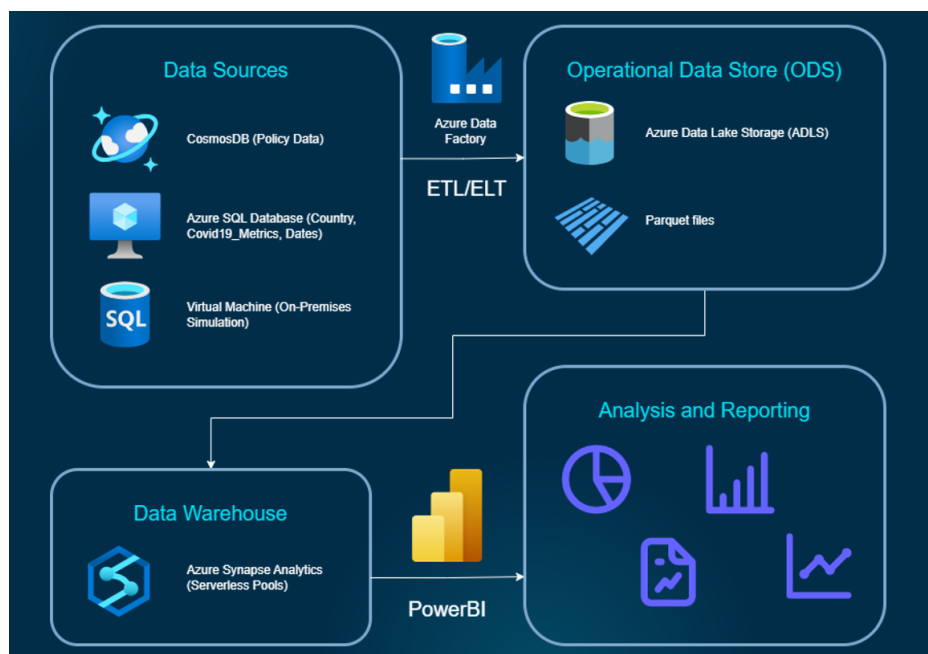 Data Sources
CosmosDB (Policy Data)
Azure SQL Database (Country,
Covid19_Metrics, Dates)
SQL
Virtual Machine (On-Premises
Simulation)
Azure Data
Factory
ETL/ELT
Operational Data Store (ODS)
Azure Data Lake Storage (ADLS)
Parquet files
Data Warehouse
Azure Synapse Analytics
(Serverless Pools)
PowerBI
Analysis and Reporting